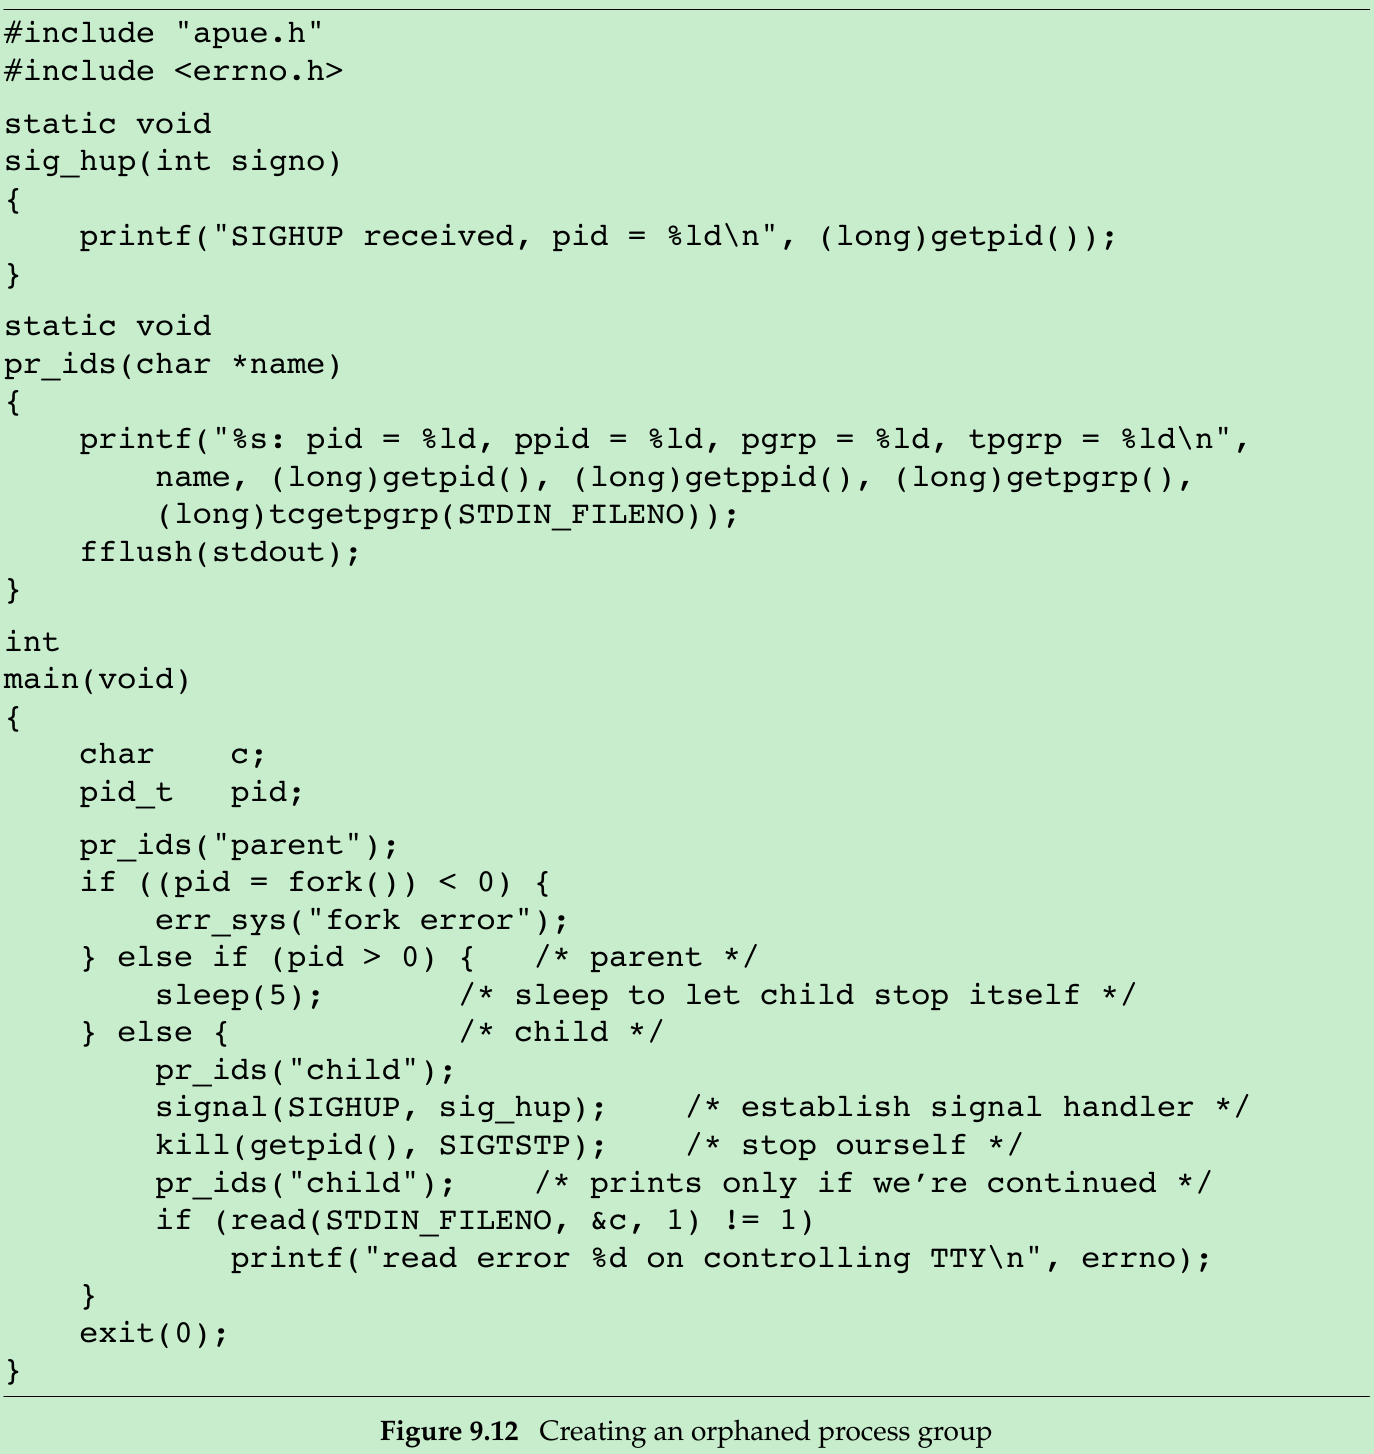 #include "apue.h"
#include <errno.h>
static void
sig_hup(int signo)
{
    printf("SIGHUP received, pid = %ld\n", (long)getpid());
}
static void
pr_ids(char *name)
{
    printf("%s: pid = %ld, ppid = %ld, pgrp = %ld, tpgrp = %ld\n",
        name, (long)getpid(), (long)getppid(), (long)getpgrp(),
        (long)tcgetpgrp(STDIN_FILENO));
    fflush(stdout);
}
int
main(void)
{
    char    c;
    pid_t   pid;
    pr_ids("parent");
    if ((pid = fork()) < 0) {
        err_sys("fork error");
    } else if (pid > 0) {   /* parent */
        sleep(5);       /* sleep to let child stop itself */
    } else {            /* child */
        pr_ids("child");
        signal(SIGHUP, sig_hup);    /* establish signal handler */
        kill(getpid(), SIGTSTP);    /* stop ourself */
        pr_ids("child");    /* prints only if we’re continued */
        if (read(STDIN_FILENO, &c, 1) != 1)
            printf("read error %d on controlling TTY\n", errno);
    }
    exit(0);
}
Figure 9.12 Creating an orphaned process group